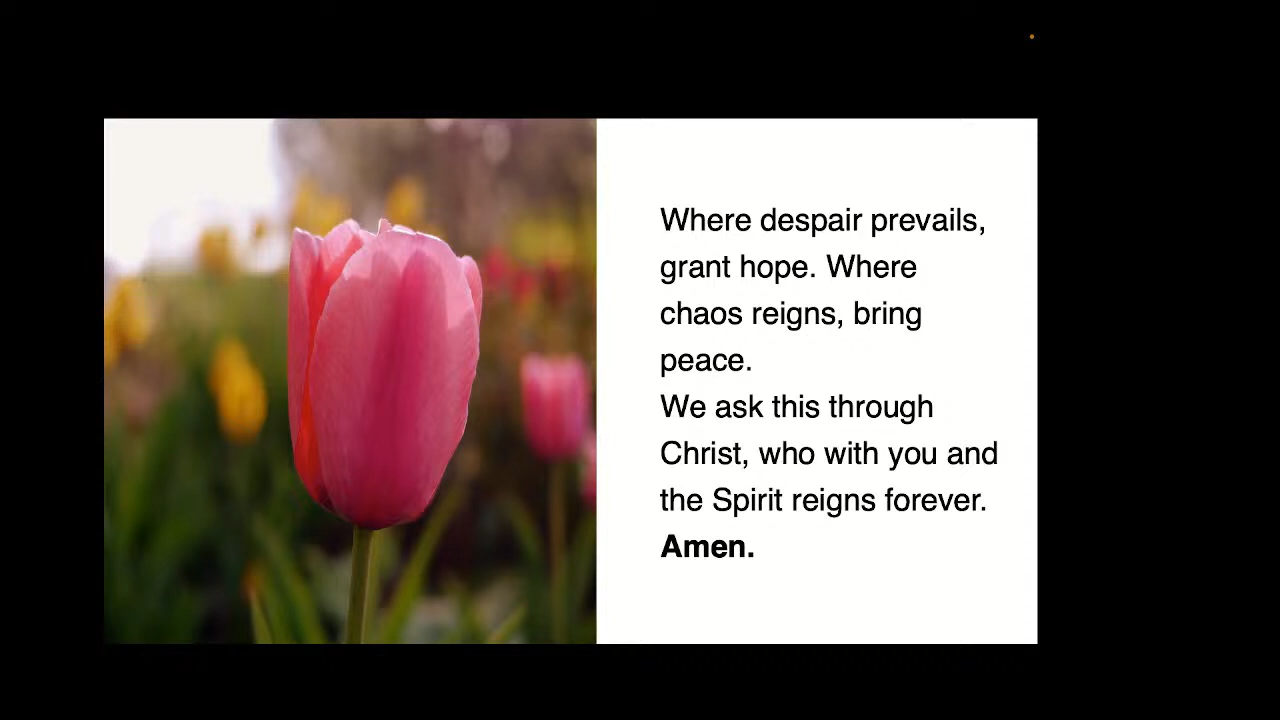 Where despair prevails,
grant hope. Where
chaos reigns, bring
peace.
We ask this through
Christ, who with you and
the Spirit reigns forever.
Amen.